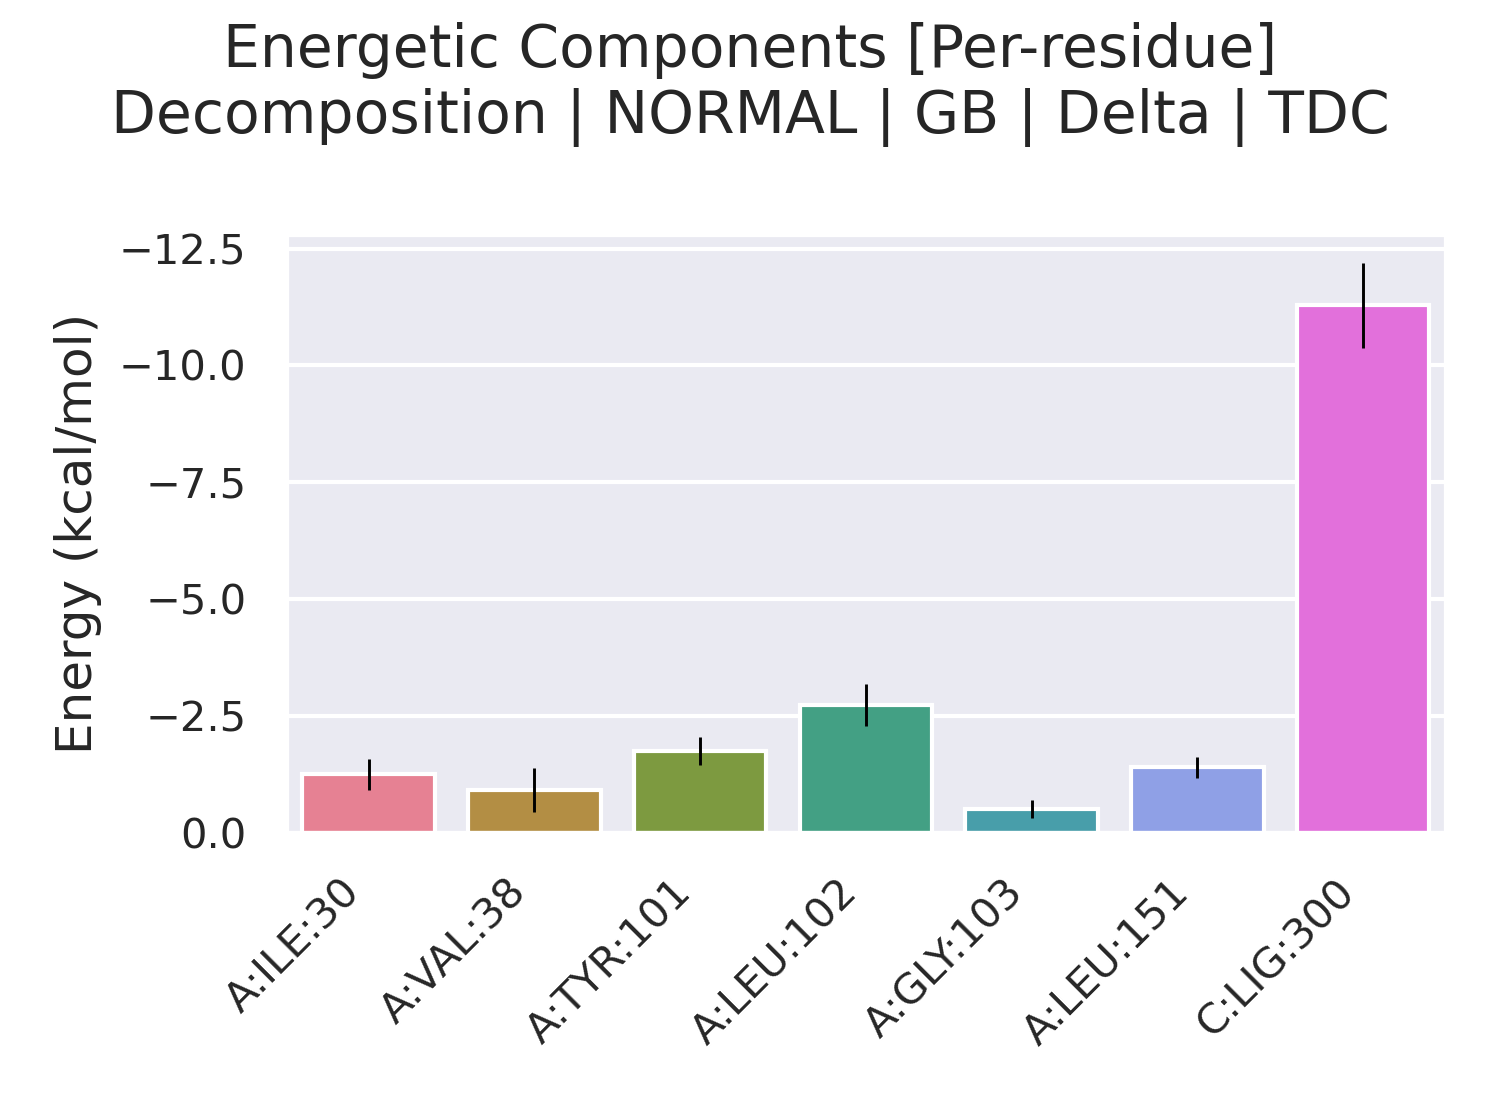 Energetic Components [Per-residue]
Decomposition | NORMAL | GB | Delta | TDC
Energy (kcal/mol)
−12.5
−10.0
−7.5
−5.0
−2.5
0.0
A:ILE:30
A:VAL:38
A:TYR:101
A:LEU:102
A:GLY:103
A:LEU:151
C:LIG:300